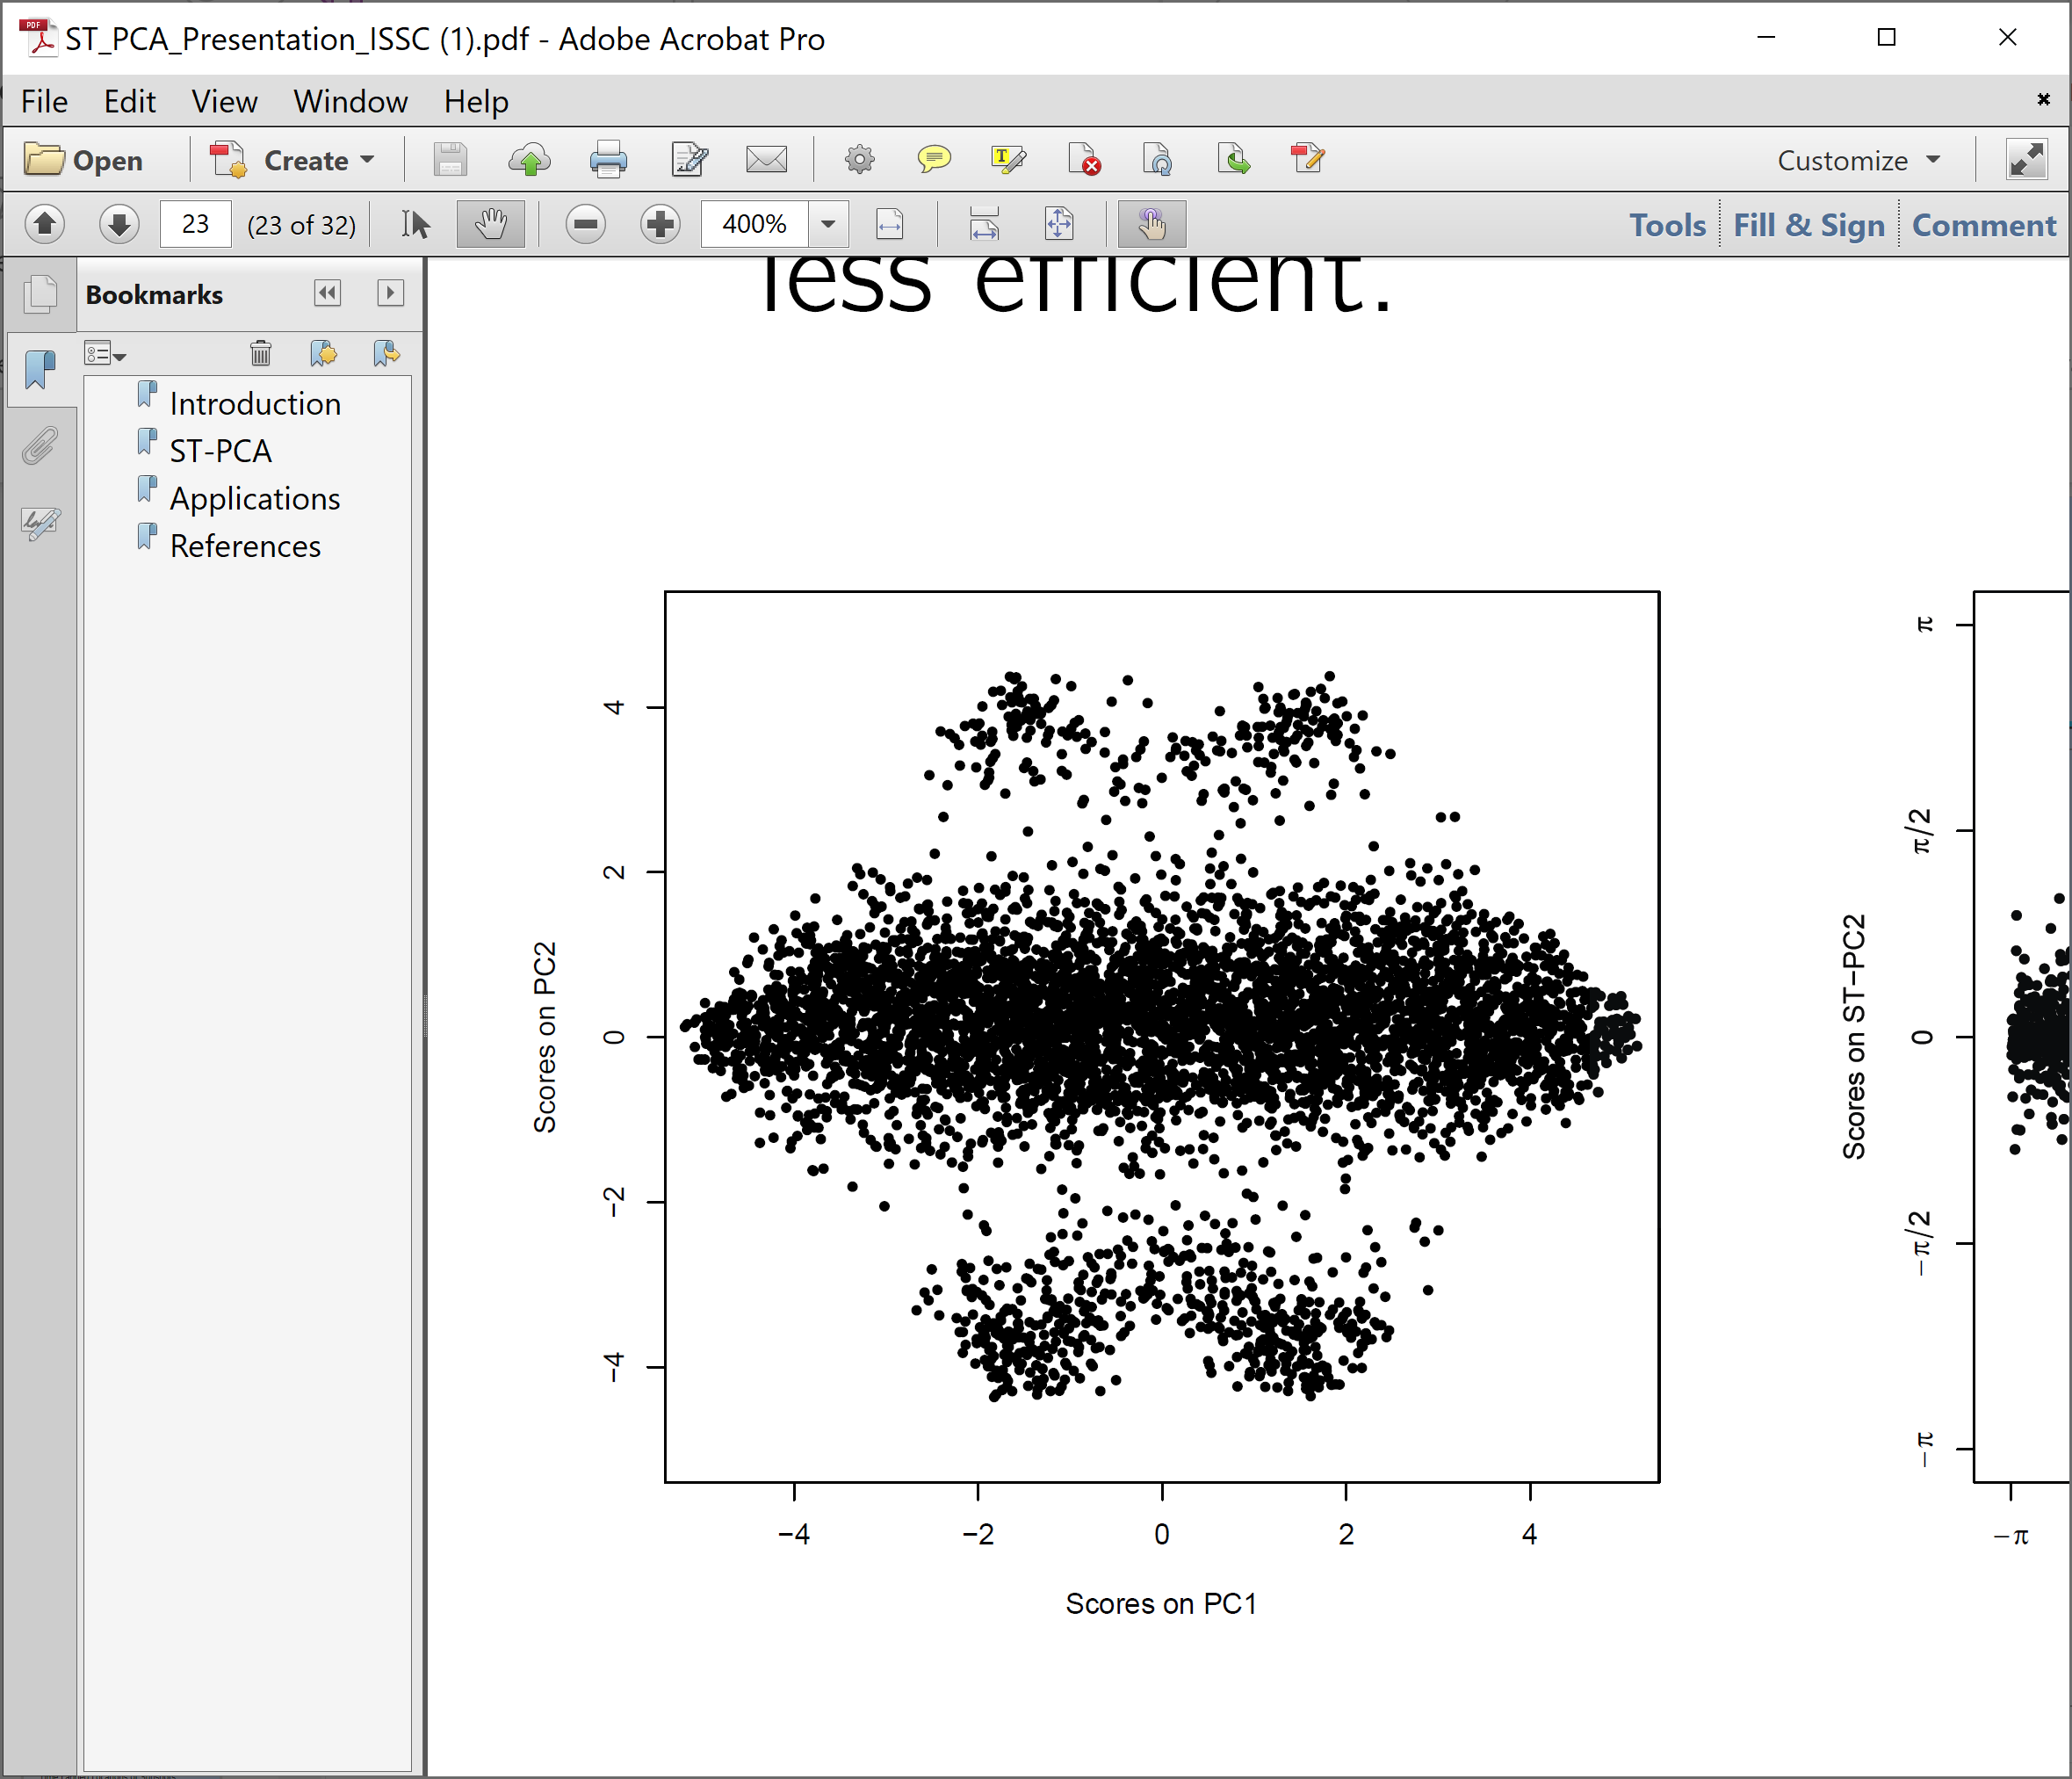 ST_PCA_Presentation_ISSC (1).pdf - Adobe Acrobat Pro
File Edit View Window Help
Open Create Customize
23 (23 of 32) 400% Tools Fill & Sign Comment
Bookmarks
Introduction
ST-PCA
Applications
References
less efficient.
Scores on PC2
4
2
0
−2
−4
−4 −2 0 2 4
Scores on PC1
Scores on ST−PC2
π
π/2
0
−π/2
−π
−π